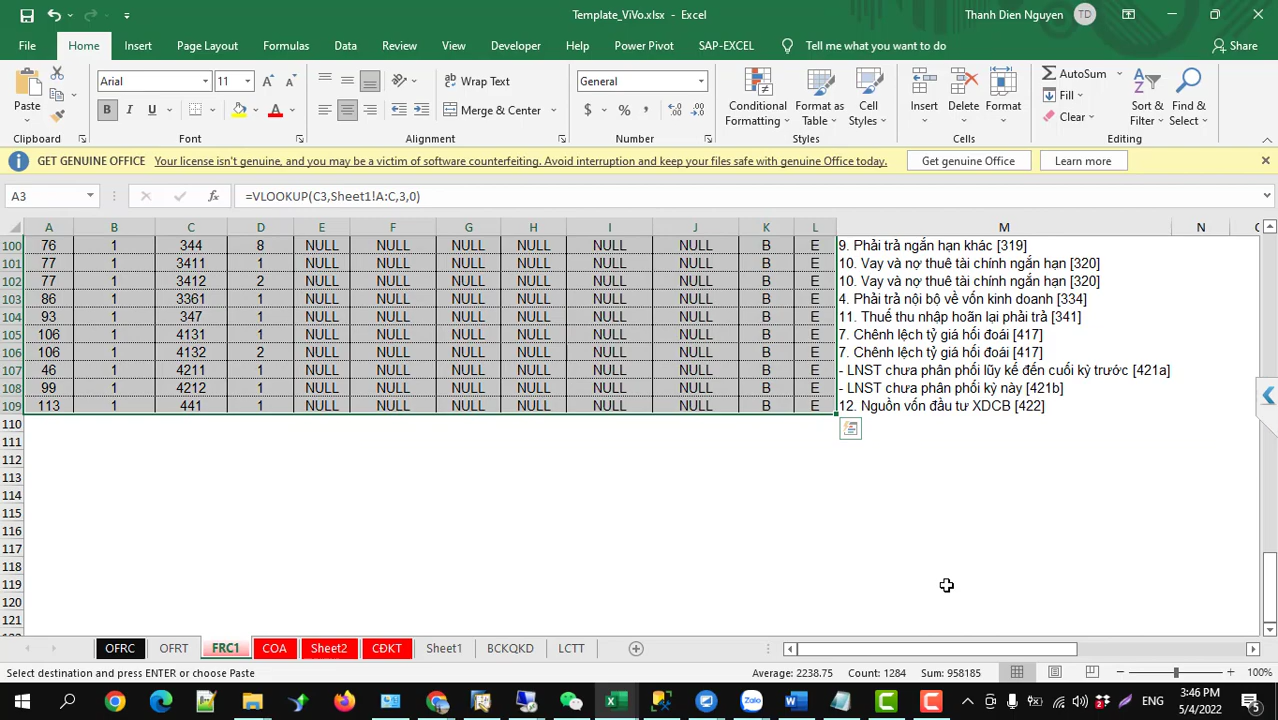 Template_ViVo.xlsx - Excel
Thanh Dien Nguyen TD
File Home Insert Page Layout Formulas Data Review View Developer Help Power Pivot SAP-EXCEL Tell me what you want to do Share
Paste Arial 11 Wrap Text General Conditional Formatting Format as Table Cell Styles Insert Delete Format AutoSum Sort & Filter Find & Select
B I U Merge & Center $ % Fill
Clear
Clipboard Font Alignment Number Styles Cells Editing
GET GENUINE OFFICE Your license isn't genuine, and you may be a victim of software counterfeiting. Avoid interruption and keep your files safe with genuine Office today. Get genuine Office Learn more
A3 fx =VLOOKUP(C3,Sheet1!A:C,3,0)
A B C D E F G H I J K L M N
100 76 1 344 8 NULL NULL NULL NULL NULL NULL B E 9. Phải trả ngắn hạn khác [319]
101 77 1 3411 1 NULL NULL NULL NULL NULL NULL B E 10. Vay và nợ thuê tài chính ngắn hạn [320]
102 77 1 3412 2 NULL NULL NULL NULL NULL NULL B E 10. Vay và nợ thuê tài chính ngắn hạn [320]
103 86 1 3361 1 NULL NULL NULL NULL NULL NULL B E 4. Phải trả nội bộ về vốn kinh doanh [334]
104 93 1 347 1 NULL NULL NULL NULL NULL NULL B E 11. Thuế thu nhập hoãn lại phải trả [341]
105 106 1 4131 1 NULL NULL NULL NULL NULL NULL B E 7. Chênh lệch tỷ giá hối đoái [417]
106 106 1 4132 2 NULL NULL NULL NULL NULL NULL B E 7. Chênh lệch tỷ giá hối đoái [417]
107 46 1 4211 1 NULL NULL NULL NULL NULL NULL B E - LNST chưa phân phối lũy kế đến cuối kỳ trước [421a]
108 99 1 4212 1 NULL NULL NULL NULL NULL NULL B E - LNST chưa phân phối kỳ này [421b]
109 113 1 441 1 NULL NULL NULL NULL NULL NULL B E 12. Nguồn vốn đầu tư XDCB [422]
110
111
112
113
114
115
116
117
118
119
120
121
OFRC OFRT FRC1 COA Sheet2 CĐKT Sheet1 BCKQKD LCTT
Select destination and press ENTER or choose Paste Average: 2238.75 Count: 1284 Sum: 958185 100%
Zalo ENG 3:46 PM
5/4/2022 5